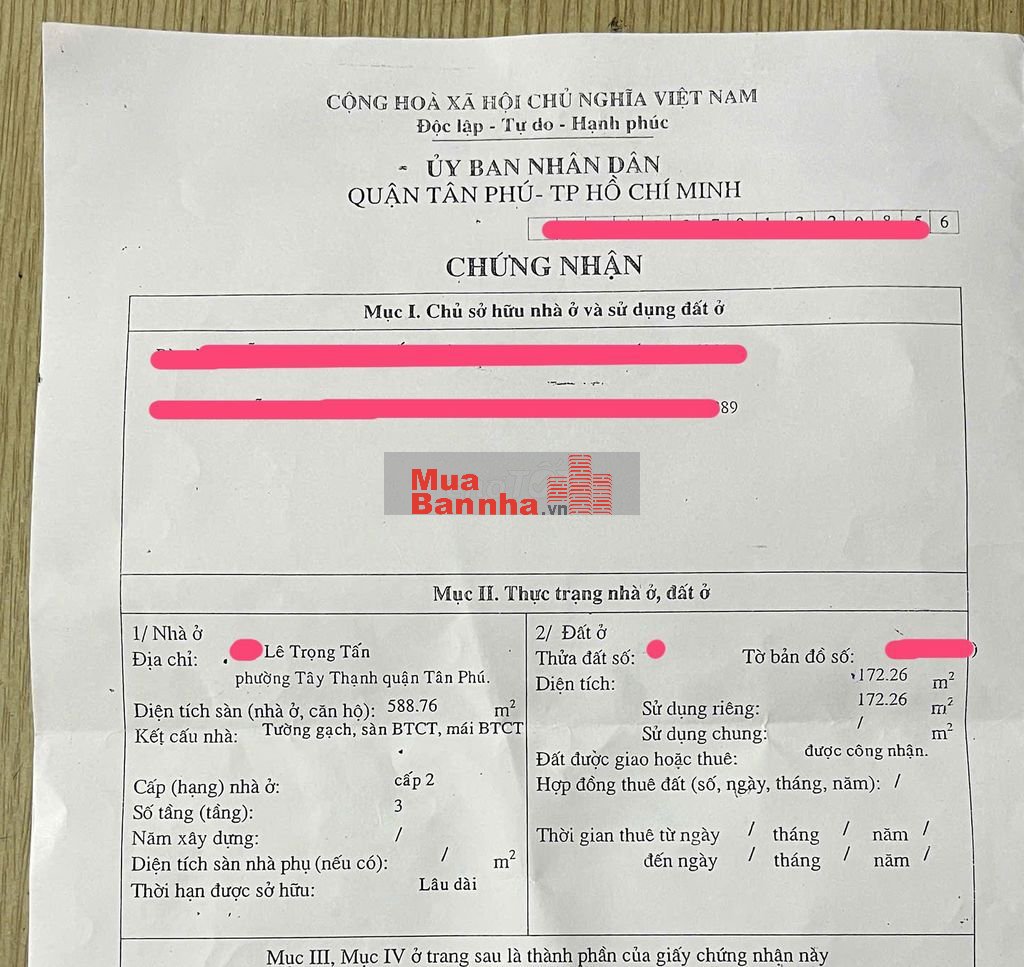 CỘNG HOÀ XÃ HỘI CHỦ NGHĨA VIỆT NAM
Độc lập - Tự do - Hạnh phúc
ỦY BAN NHÂN DÂN
QUẬN TÂN PHÚ- TP HỒ CHÍ MINH
6
CHỨNG NHẬN
Mục I. Chủ sở hữu nhà ở và sử dụng đất ở
89
Mua
Bannha.vn
Mục II. Thực trạng nhà ở, đất ở
1/ Nhà ở
Địa chỉ: Lê Trọng Tấn
phường Tây Thạnh quận Tân Phú.
Diện tích sàn (nhà ở, căn hộ): 588.76 m²
Kết cấu nhà: Tường gạch, sàn BTCT, mái BTCT
Cấp (hạng) nhà ở: cấp 2
Số tầng (tầng): 3
Năm xây dựng: /
Diện tích sàn nhà phụ (nếu có): / m²
Thời hạn được sở hữu: Lâu dài
2/ Đất ở
Thửa đất số: Tờ bản đồ số:
Diện tích: 172.26 m²
Sử dụng riêng: 172.26 m²
Sử dụng chung: / m²
Đất được giao hoặc thuê: được công nhận.
Hợp đồng thuê đất (số, ngày, tháng, năm): /
Thời gian thuê từ ngày / tháng / năm /
đến ngày / tháng / năm /
Mục III, Mục IV ở trang sau là thành phần của giấy chứng nhận này